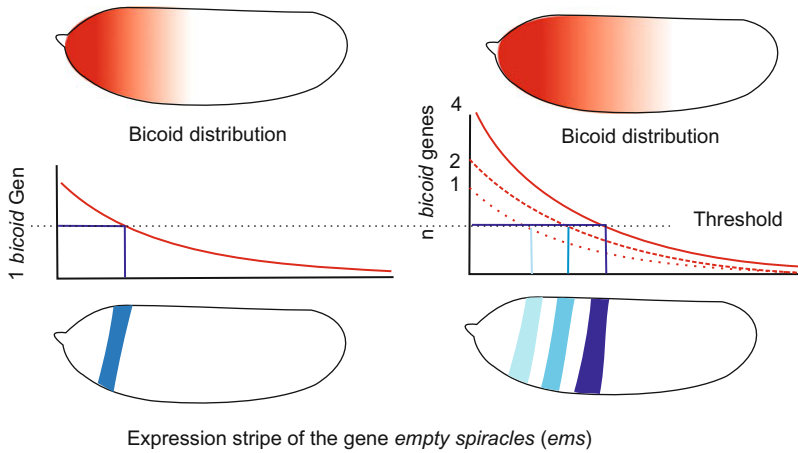 Bicoid distribution
Bicoid distribution
1 bicoid Gen
n bicoid genes
4
2
1
Threshold
Expression stripe of the gene empty spiracles (ems)